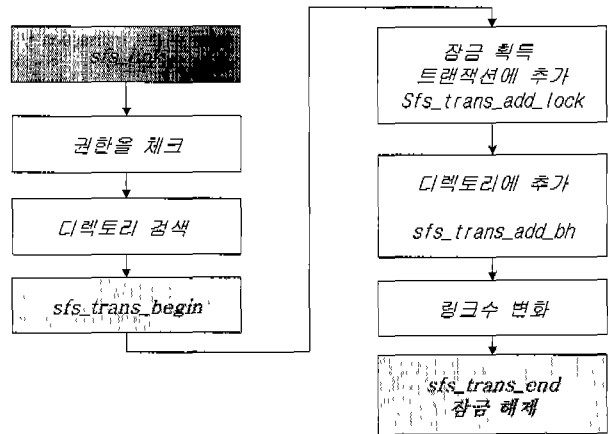 권한을 체크
디렉토리 검색
sfs_trans_begin
잠금 획득
트랜잭션에 추가
Sfs_trans_add_lock
디렉토리에 추가
sfs_trans_add_bh
링크수 변화
sfs_trans_end
잠금 해제